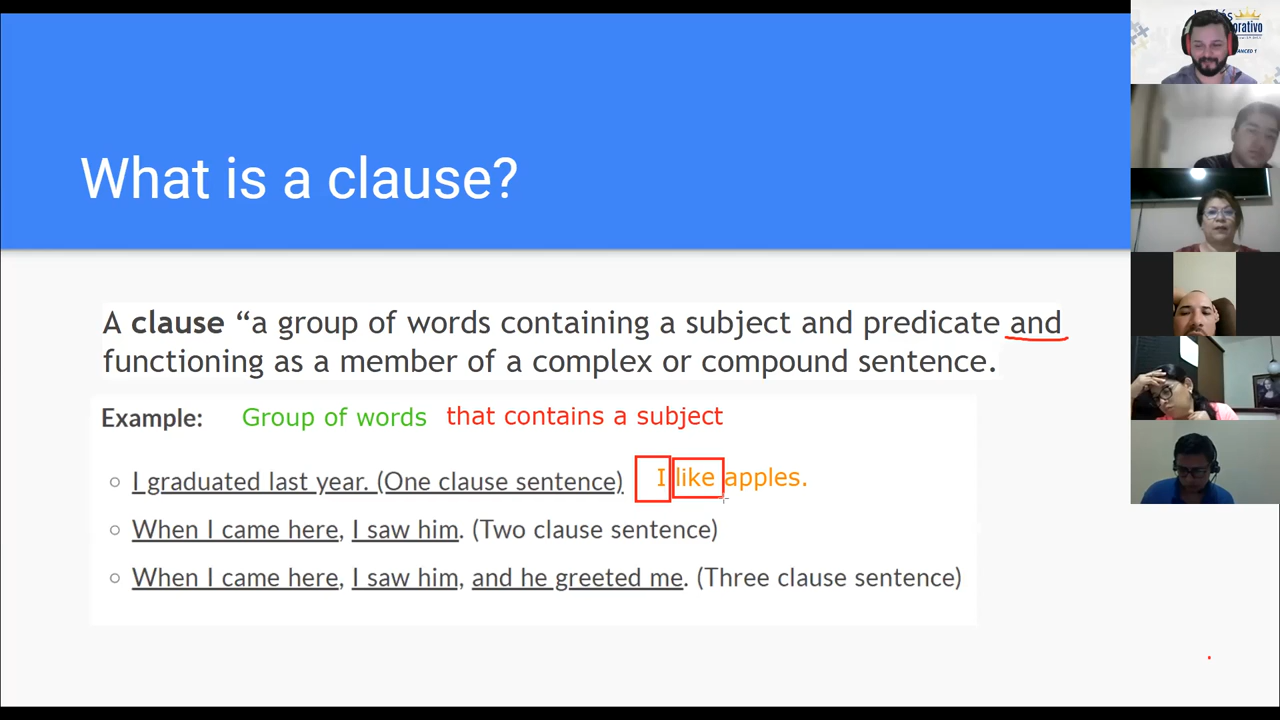 What is a clause?
A clause “a group of words containing a subject and predicate and
functioning as a member of a complex or compound sentence.
Example: Group of words that contains a subject
I graduated last year. (One clause sentence) I like apples.
When I came here, I saw him. (Two clause sentence)
When I came here, I saw him, and he greeted me. (Three clause sentence)